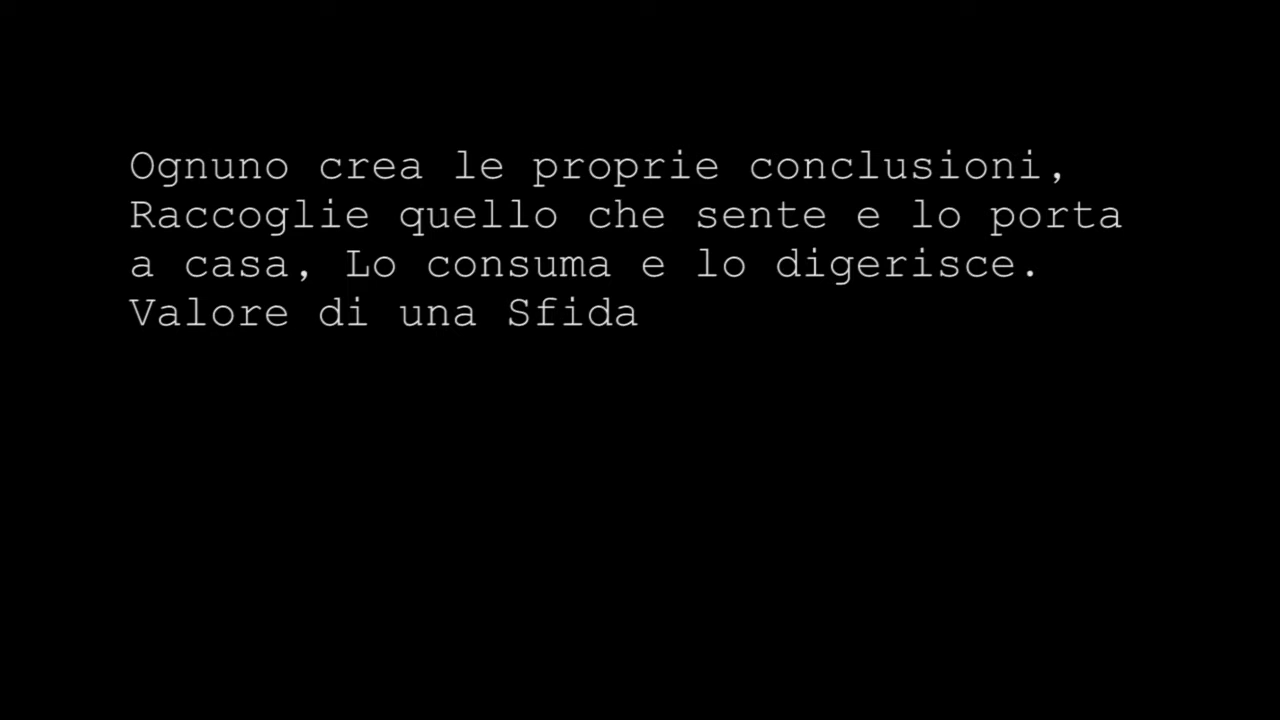 Ognuno crea le proprie conclusioni,
Raccoglie quello che sente e lo porta
a casa, Lo consuma e lo digerisce.
Valore di una Sfida